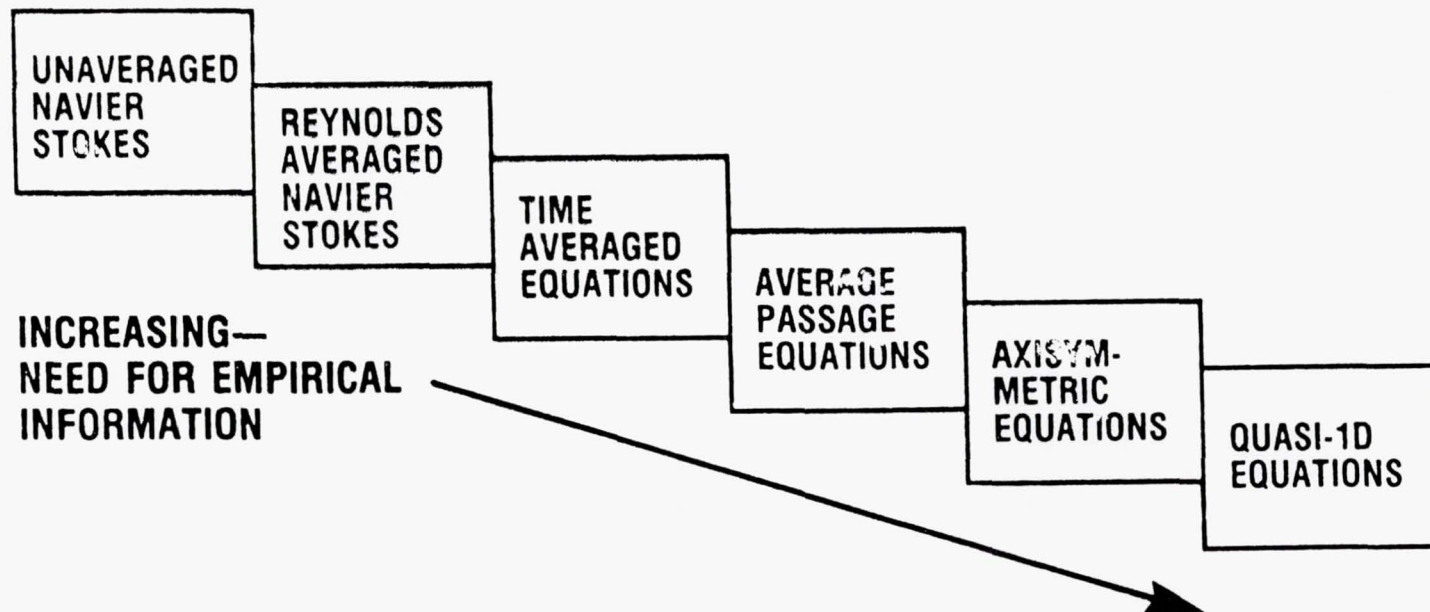 UNAVERAGED
NAVIER
STOKES
REYNOLDS
AVERAGED
NAVIER
STOKES
TIME
AVERAGED
EQUATIONS
AVERAGE
PASSAGE
EQUATIONS
AXISYM-
METRIC
EQUATIONS
QUASI-1D
EQUATIONS
INCREASING—
NEED FOR EMPIRICAL
INFORMATION